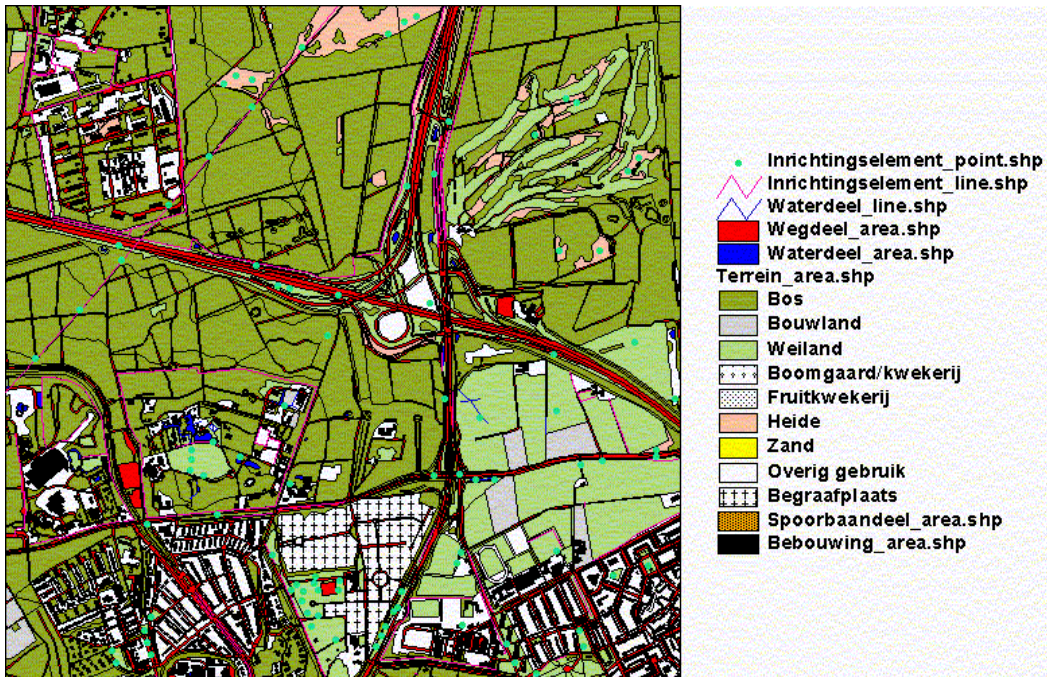 Inrichtingselement_point.shp
Inrichtingselement_line.shp
Waterdeel_line.shp
Wegdeel_area.shp
Waterdeel_area.shp
Terrein_area.shp
Bos
Bouwland
Weiland
Boomgaard/kwekerij
Fruitkwekerij
Heide
Zand
Overig gebruik
Begraafplaats
Spoorbaandeel_area.shp
Bebouwing_area.shp